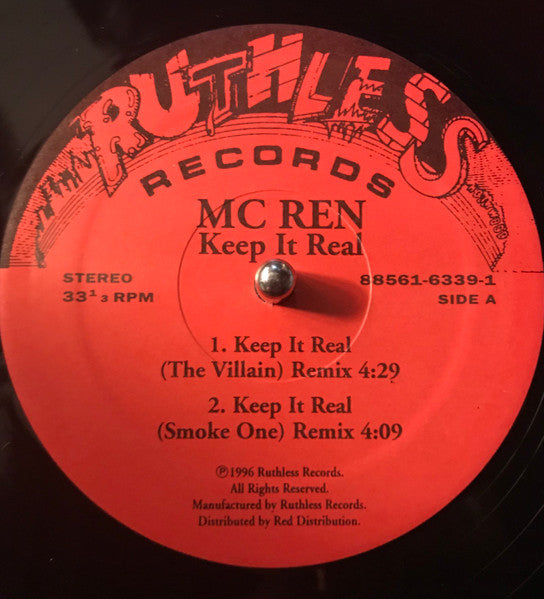 RUTHLESS
RECORDS
MC REN
Keep It Real
STEREO
33 1 3 RPM
88561-6339-1
SIDE A
1. Keep It Real
(The Villain) Remix 4:29
2. Keep It Real
(Smoke One) Remix 4:09
℗1996 Ruthless Records.
All Rights Reserved.
Manufactured by Ruthless Records.
Distributed by Red Distribution.